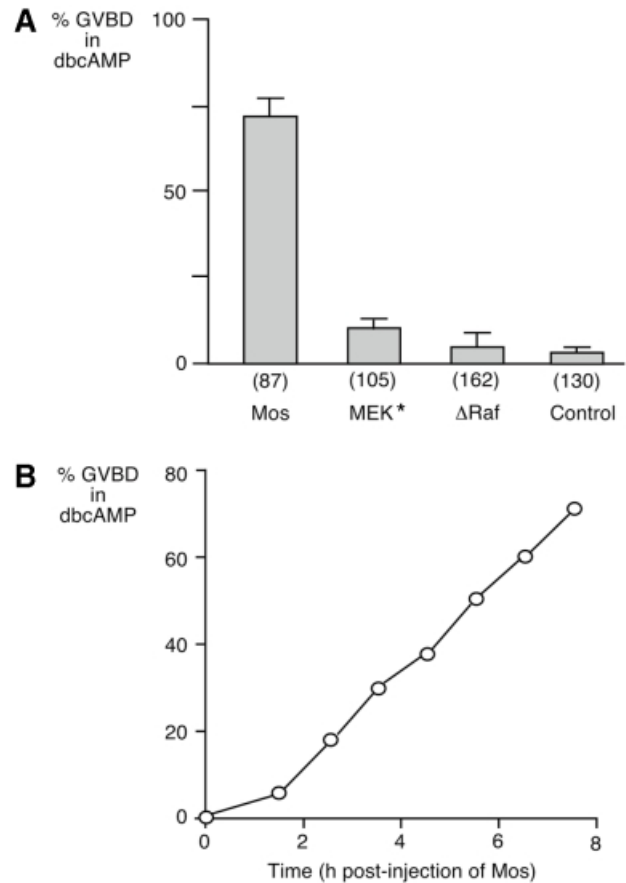 A
% GVBD
in
dbcAMP
100
50
0
(87) (105) (162) (130)
Mos MEK* ΔRaf Control
B
% GVBD
in
dbcAMP
80
60
40
20
0
0 2 4 6 8
Time (h post-injection of Mos)